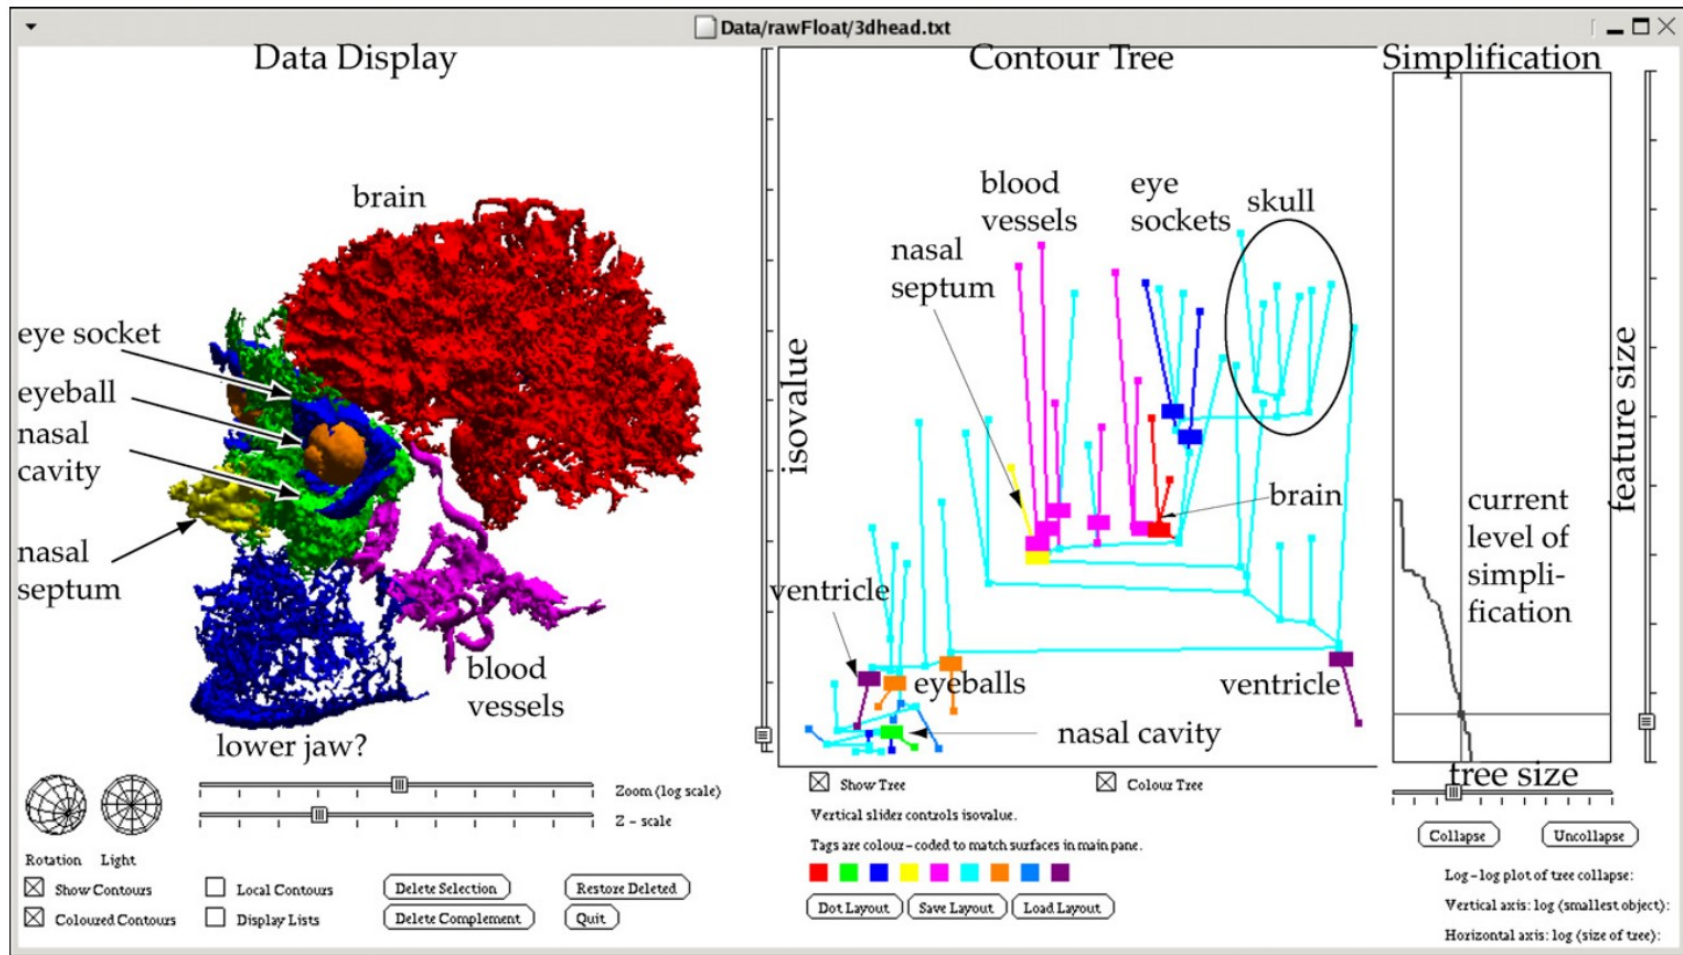 Data/rawFloat/3dhead.txt
Data Display
brain
eye socket
eyeball
nasal
cavity
nasal
septum
blood
vessels
lower jaw?
isovalue
Contour Tree
blood
vessels
eye
sockets
skull
nasal
septum
brain
ventricle
eyeballs
ventricle
nasal cavity
Simplification
current
level of
simpli-
fication
feature size
tree size
Rotation
Light
Zoom (log scale)
Z - scale
Show Contours
Local Contours
Delete Selection
Restore Deleted
Coloured Contours
Display Lists
Delete Complement
Quit
Show Tree
Colour Tree
Vertical slider controls isovalue.
Tags are colour-coded to match surfaces in main pane.
Dot Layout
Save Layout
Load Layout
Collapse
Uncollapse
Log-log plot of tree collapse:
Vertical axis: log (smallest object):
Horizontal axis: log (size of tree):